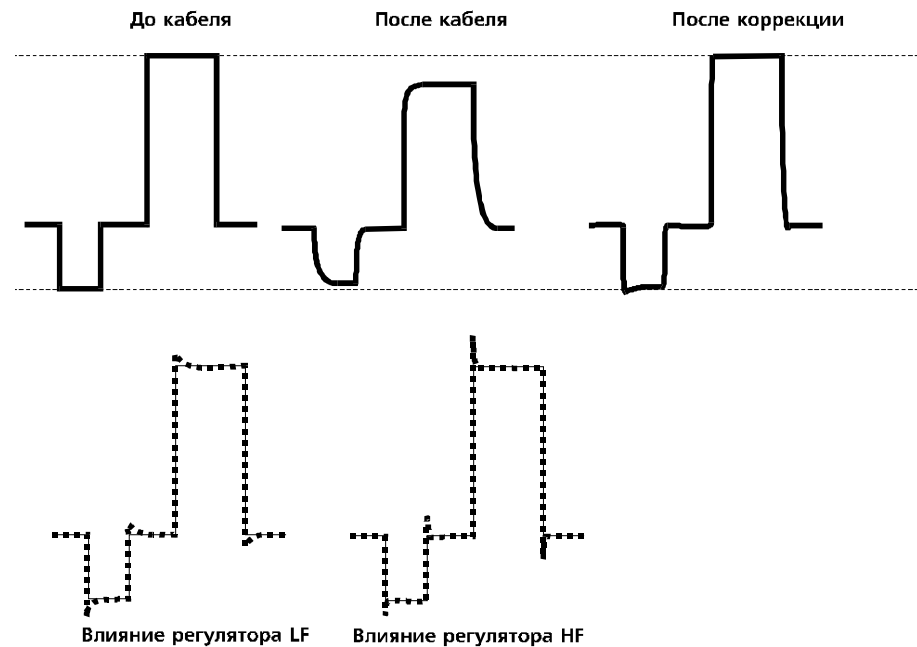 До кабеля
После кабеля
После коррекции
Влияние регулятора LF
Влияние регулятора HF